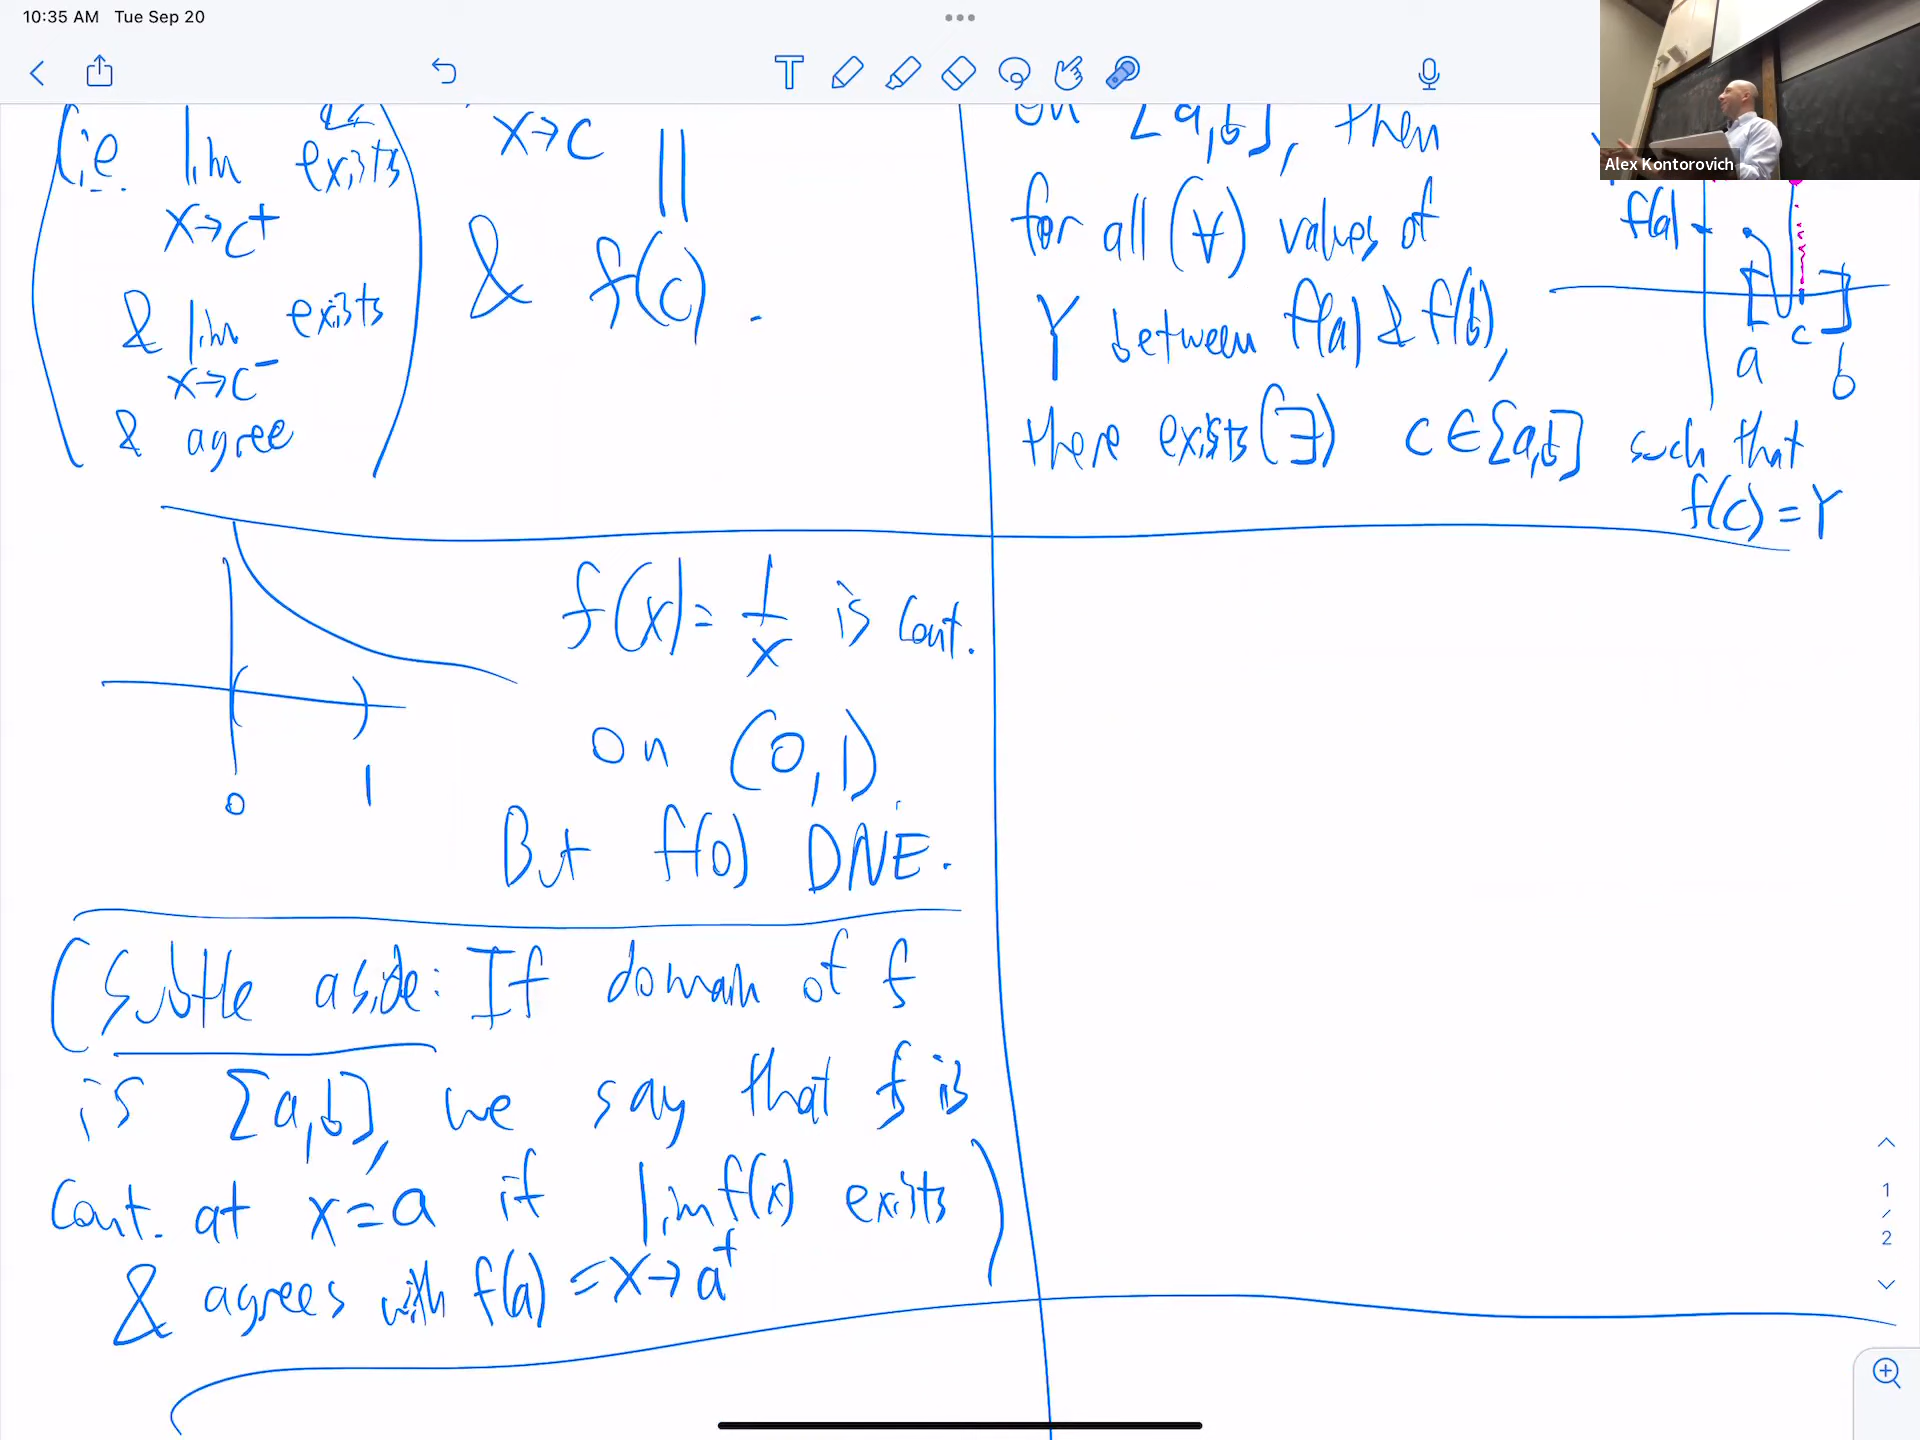 10:35 AM Tue Sep 20
Alex Kontorovich
(i.e. lim exists
x→c+
& lim exists
x→c-
& agree)
x→c
||
& f(c).
on [a,b], then
for all (∀) values of
Y between f(a) & f(b),
there exists (∃) c∈[a,b] such that
f(c)=Y
f(a)
a
c
b
f(x)= 1/x is cont.
on (0,1).
But f(0) DNE.
0
1
(Subtle aside: If domain of f
is [a,b], we say that f is
cont. at x=a if lim f(x) exists
& agrees with f(a) = x→a+)
1
/
2